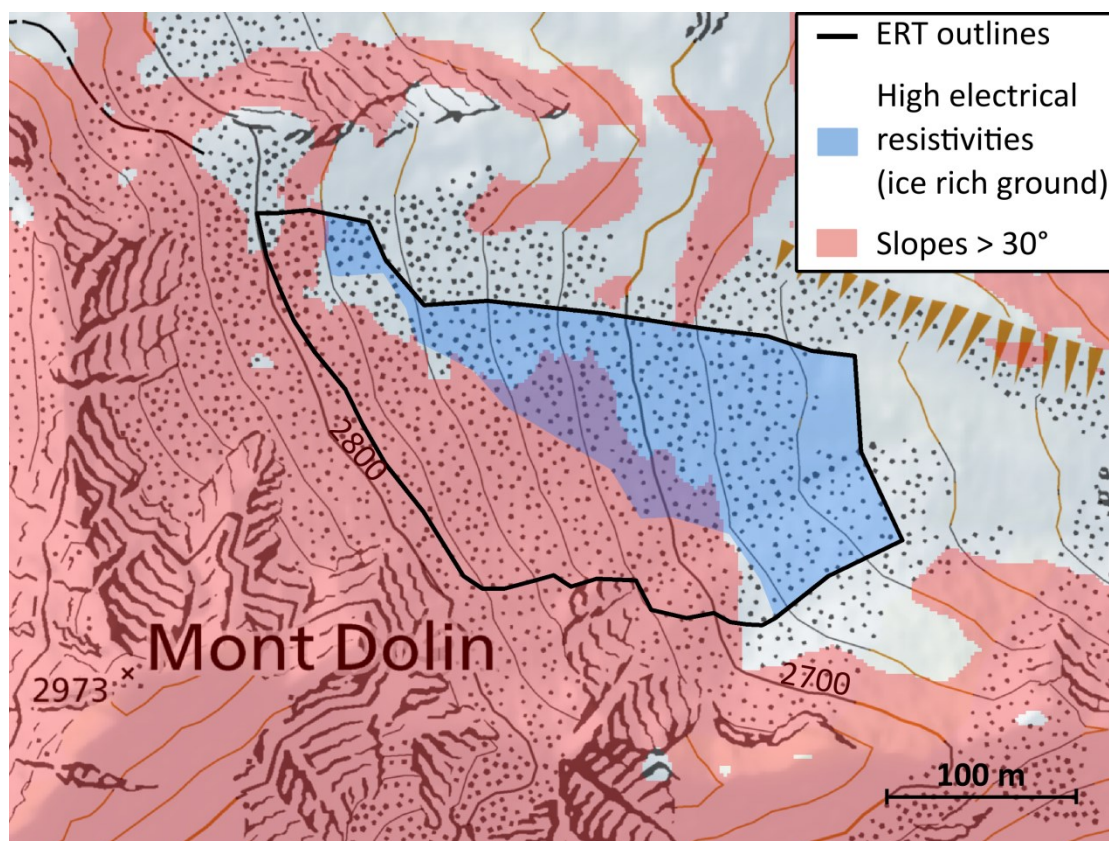 ERT outlines
High electrical
resistivities
(ice rich ground)
Slopes > 30°
2800
Mont Dolin
2973
2700
100 m